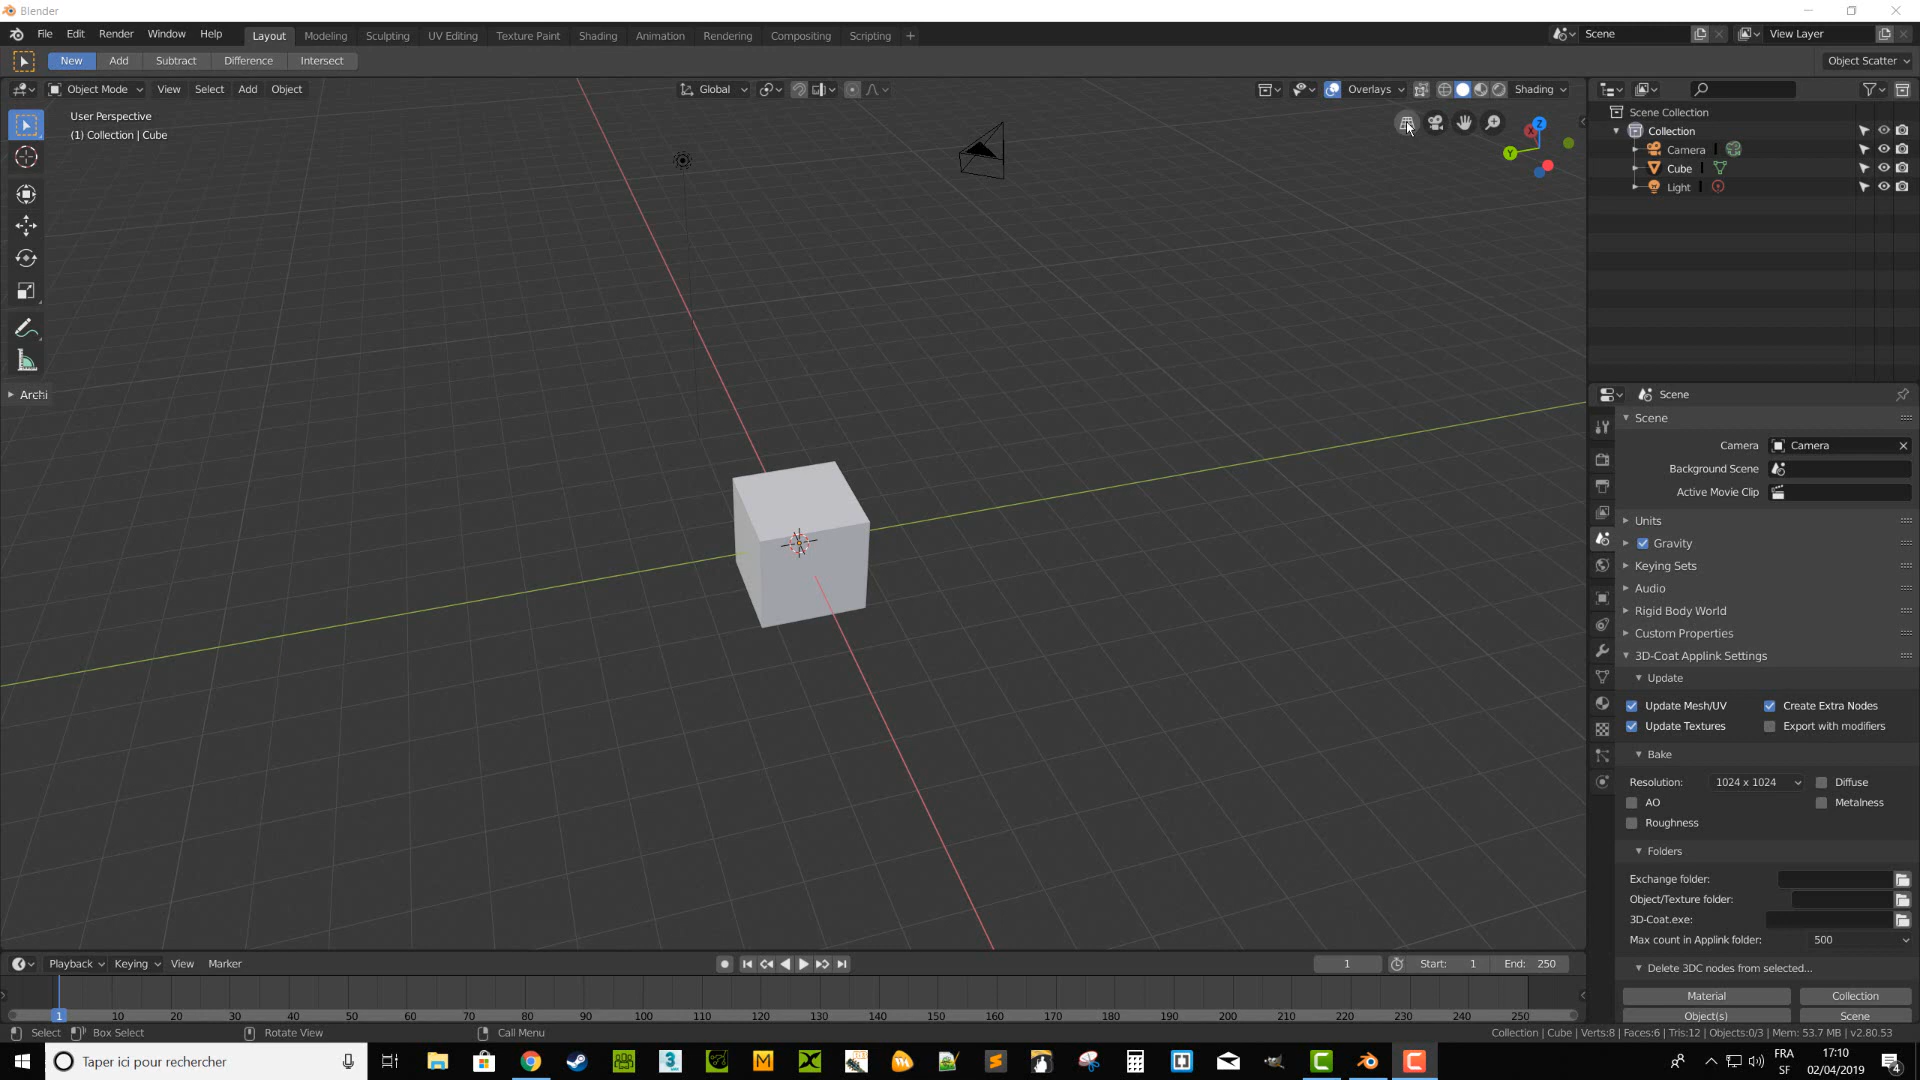 Blender
File Edit Render Window Help Layout Modeling Sculpting UV Editing Texture Paint Shading Animation Rendering Compositing Scripting + Scene View Layer
New Add Subtract Difference Intersect Object Scatter
Object Mode View Select Add Object Global Overlays Shading
User Perspective
(1) Collection | Cube
Z
X
Y
Archi
Scene Collection
Collection
Camera
Cube
Light
Scene
Scene
Camera Camera
Background Scene
Active Movie Clip
Units
Gravity
Keying Sets
Audio
Rigid Body World
Custom Properties
3D-Coat Applink Settings
Update
Update Mesh/UV Create Extra Nodes
Update Textures Export with modifiers
Bake
Resolution: 1024 x 1024 Diffuse
AO Metalness
Roughness
Folders
Exchange folder:
Object/Texture folder:
3D-Coat.exe:
Max count in Applink folder: 500
Delete 3DC nodes from selected...
Material Collection
Object(s) Scene
Playback Keying View Marker 1 Start: 1 End: 250
1 10 20 30 40 50 60 70 80 90 100 110 120 130 140 150 160 170 180 190 200 210 220 230 240 250
Select Box Select Rotate View Call Menu Collection | Cube | Verts:8 | Faces:6 | Tris:12 | Objects:0/3 | Mem: 53.7 MB | v2.80.53
Taper ici pour rechercher
FRA
SF
17:10
02/04/2019
4